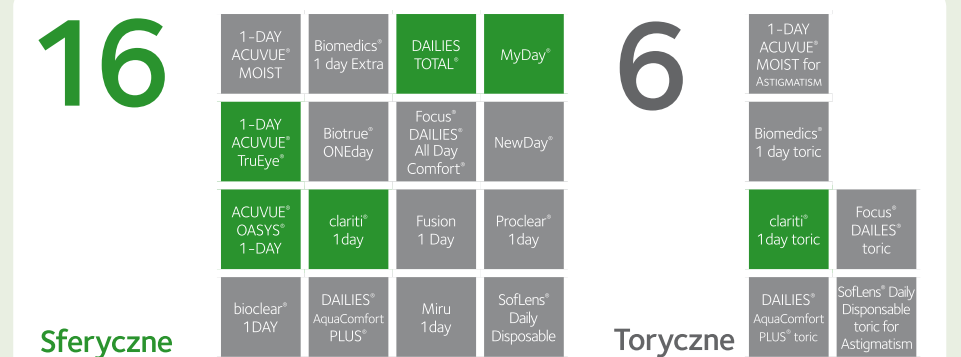 16
1-DAY
ACUVUE®
MOIST
Biomedics®
1 day Extra
DAILIES
TOTAL®
MyDay®
1-DAY
ACUVUE®
TruEye®
Biotrue®
ONEday
Focus®
DAILIES®
All Day
Comfort®
NewDay®
ACUVUE®
OASYS®
1-DAY
clariti®
1day
Fusion
1 Day
Proclear®
1day
bioclear®
1DAY
DAILIES®
AquaComfort
PLUS®
Miru
1day
SofLens®
Daily
Disposable
Sferyczne
6
1-DAY
ACUVUE®
MOIST for
ASTIGMATISM
Biomedics®
1 day toric
clariti®
1day toric
Focus®
DAILES®
toric
DAILIES®
AquaComfort
PLUS® toric
SofLens® Daily
Disponsable
toric for
Astigmatism
Toryczne